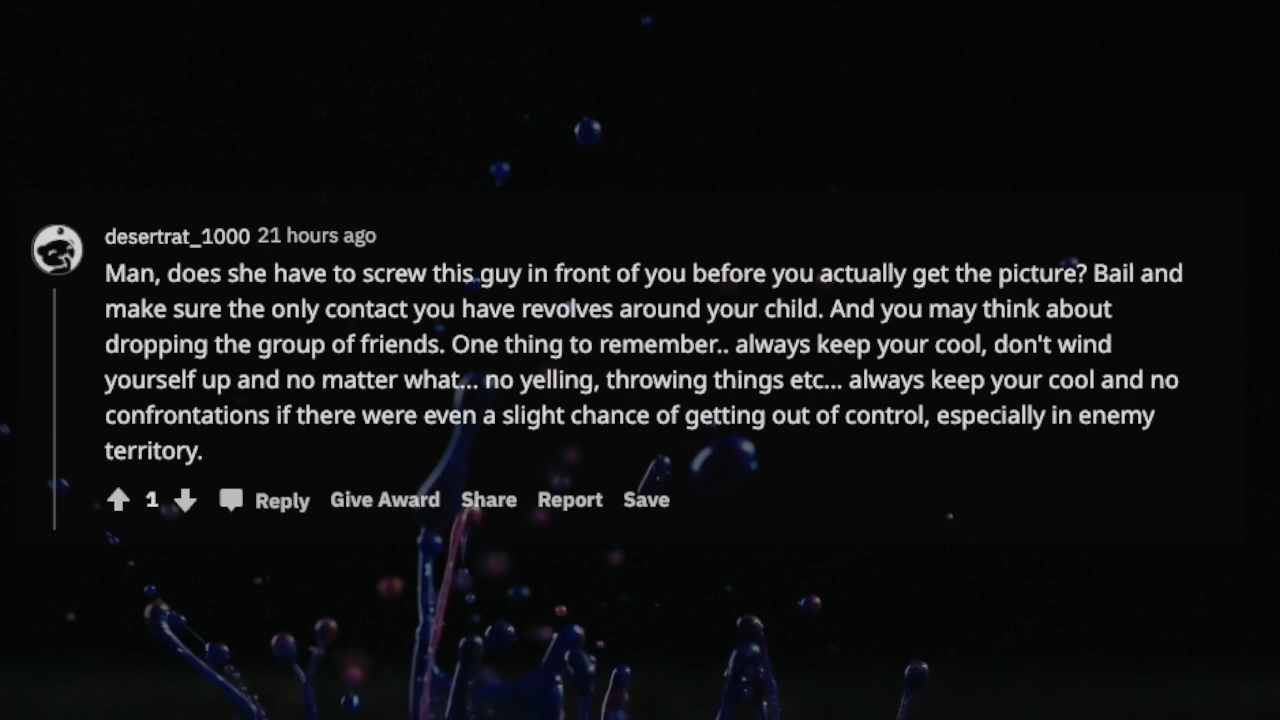 desertrat_1000 21 hours ago
Man, does she have to screw this guy in front of you before you actually get the picture? Bail and
make sure the only contact you have revolves around your child. And you may think about
dropping the group of friends. One thing to remember.. always keep your cool, don't wind
yourself up and no matter what... no yelling, throwing things etc... always keep your cool and no
confrontations if there were even a slight chance of getting out of control, especially in enemy
territory.
1 Reply Give Award Share Report Save